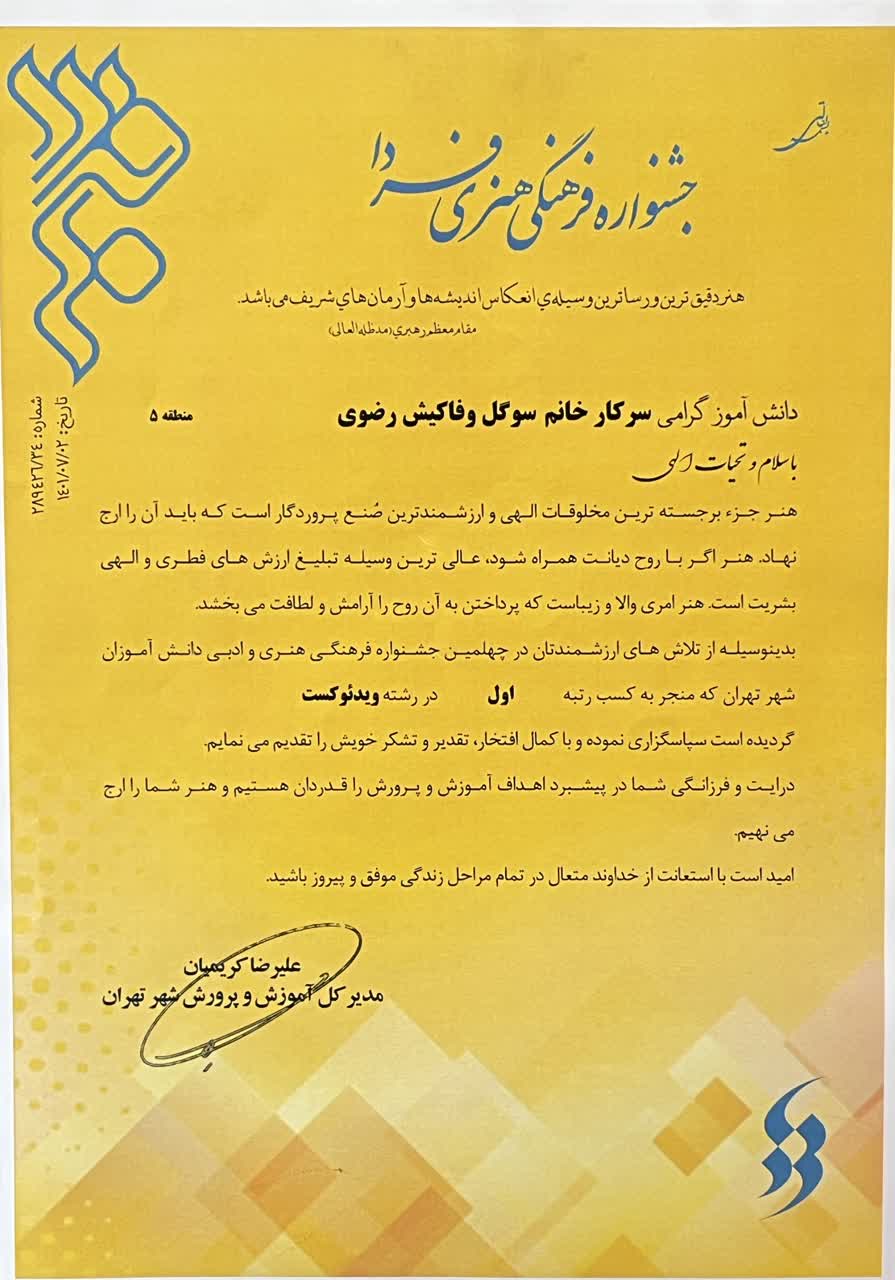 بسمه تعالی
جشنواره فرهنگی هنری فردا
هنر دقیق ترین و رساترین وسیله‌ي انعکاس اندیشه ها و آرمان هاي شریف می باشد.
مقام معظم رهبري (مدظله العالی)
شماره: ۲۸۹۴۲۶/۳۴
تاریخ: ۱۴۰۱/۰۷/۰۲
دانش آموز گرامی سرکار خانم سوگل وفاکیش رضوی منطقه ۵
با سلام و تحیات الهی
هنر جزء برجسته ترین مخلوقات الهی و ارزشمندترین صُنع پروردگار است که باید آن را ارج
نهاد. هنر اگر با روح دیانت همراه شود، عالی ترین وسیله تبلیغ ارزش های فطری و الهی
بشریت است. هنر امری والا و زیباست که پرداختن به آن روح را آرامش و لطافت می بخشد.
بدینوسیله از تلاش های ارزشمندتان در چهلمین جشنواره فرهنگی هنری و ادبی دانش آموزان
شهر تهران که منجر به کسب رتبه اول در رشته ویدئوکست
گردیده است سپاسگزاری نموده و با کمال افتخار، تقدیر و تشکر خویش را تقدیم می نمایم.
درایت و فرزانگی شما در پیشبرد اهداف آموزش و پرورش را قدردان هستیم و هنر شما را ارج
می نهیم.
امید است با استعانت از خداوند متعال در تمام مراحل زندگی موفق و پیروز باشید.
علیرضا کریمیان
مدیر کل آموزش و پرورش شهر تهران